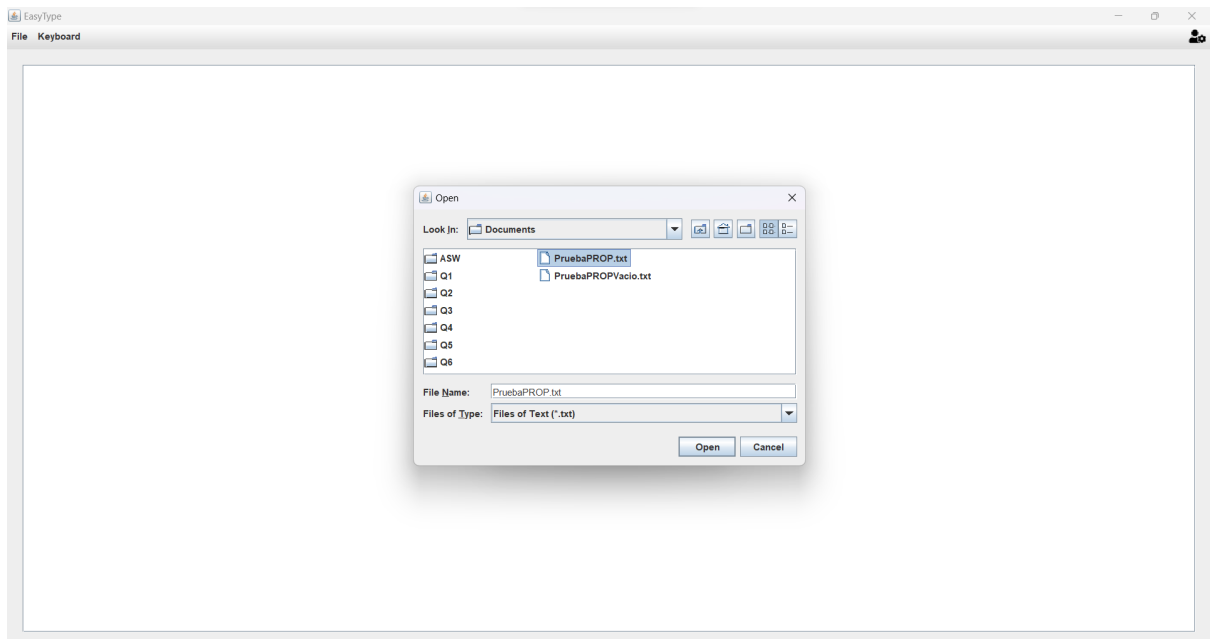 EasyType
File Keyboard
Open
Look In: Documents
ASW
Q1
Q2
Q3
Q4
Q5
Q6
PruebaPROP.txt
PruebaPROPVacio.txt
File Name: PruebaPROP.txt
Files of Type: Files of Text (*.txt)
Open Cancel